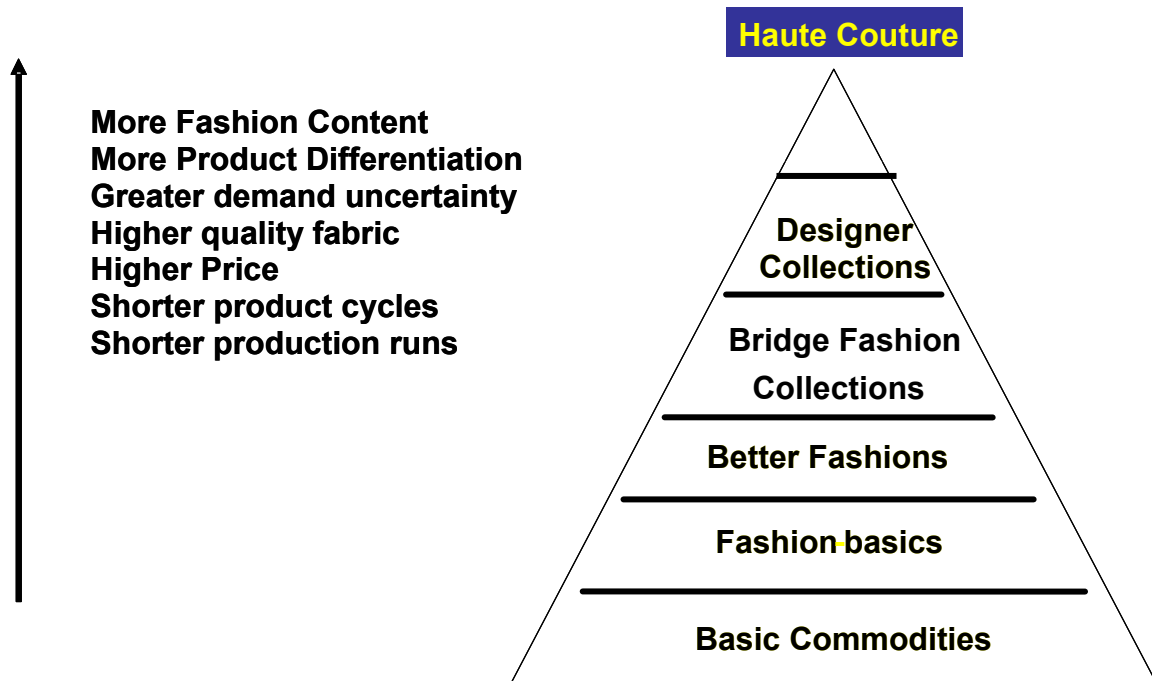 Haute Couture
More Fashion Content
More Product Differentiation
Greater demand uncertainty
Higher quality fabric
Higher Price
Shorter product cycles
Shorter production runs
Designer
Collections
Bridge Fashion
Collections
Better Fashions
Fashion-basics
Basic Commodities